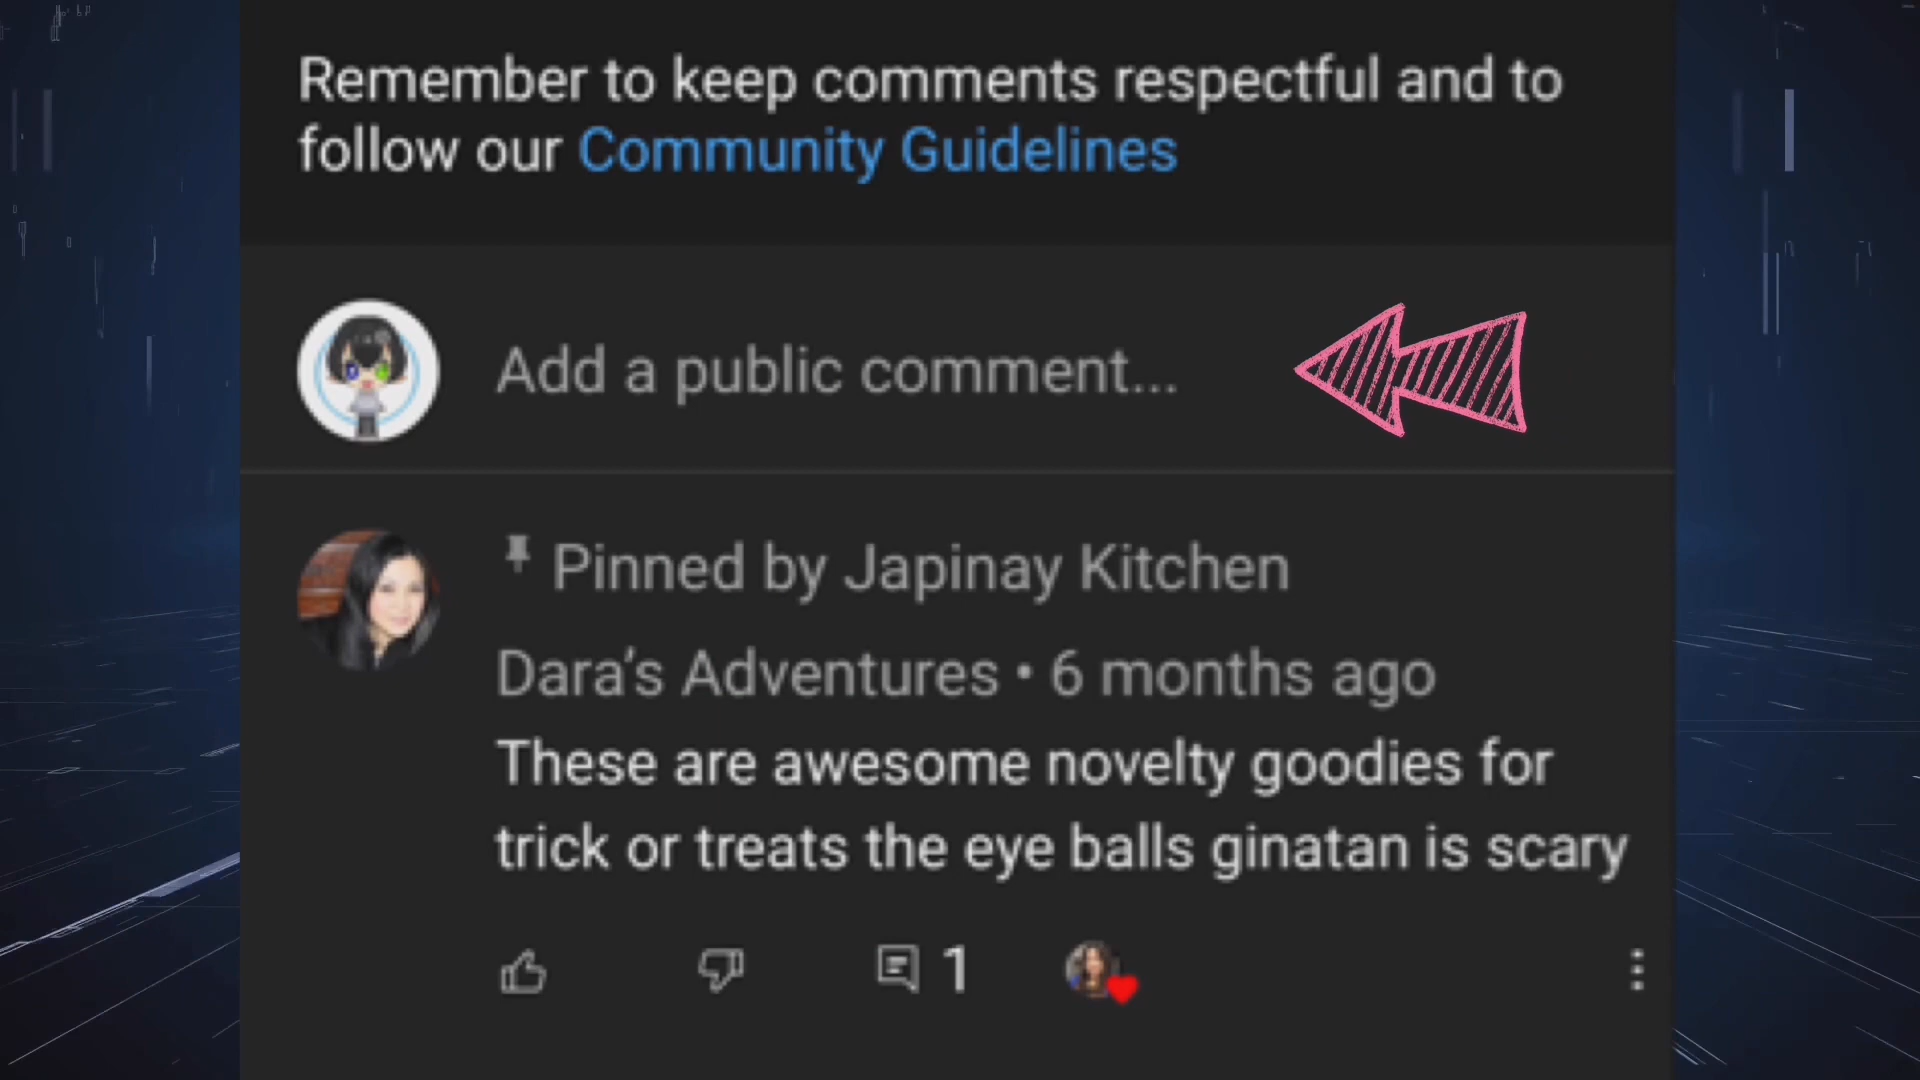 Remember to keep comments respectful and to
follow our Community Guidelines
Add a public comment...
Pinned by Japinay Kitchen
Dara's Adventures • 6 months ago
These are awesome novelty goodies for
trick or treats the eye balls ginatan is scary
1